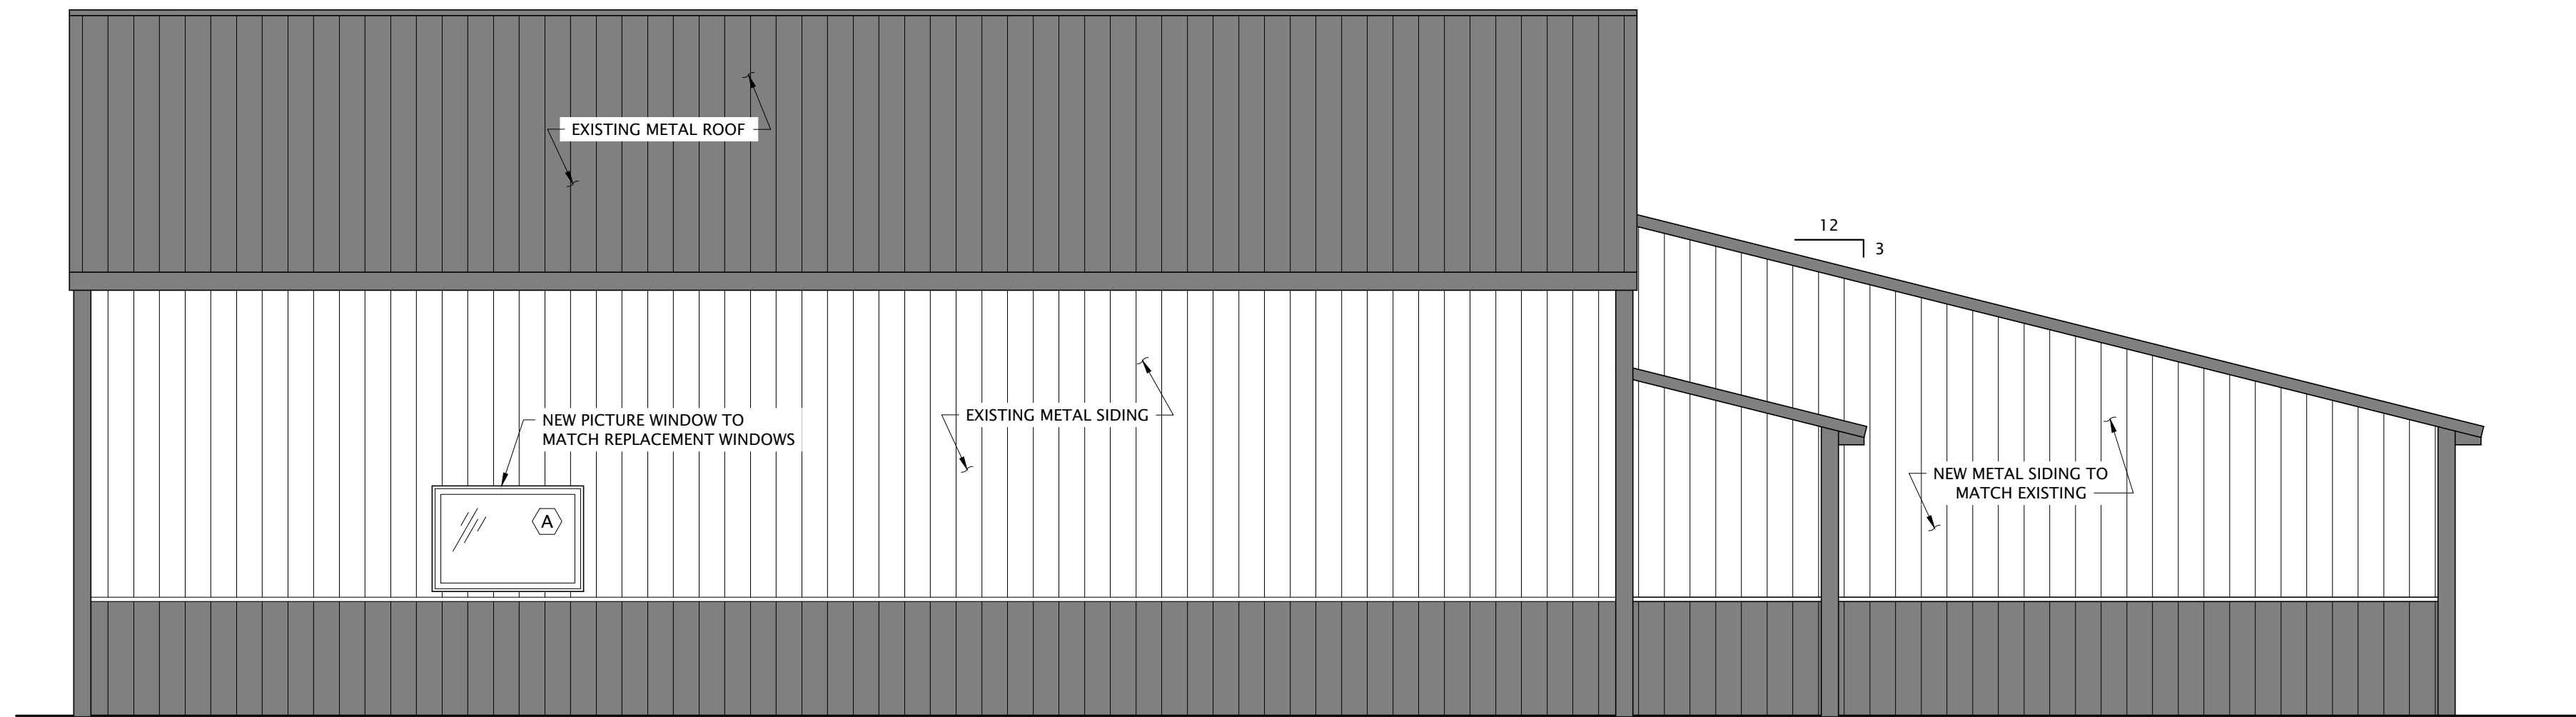 EXISTING METAL ROOF
12
3
EXISTING METAL SIDING
NEW PICTURE WINDOW TO
MATCH REPLACEMENT WINDOWS
NEW METAL SIDING TO
MATCH EXISTING
A